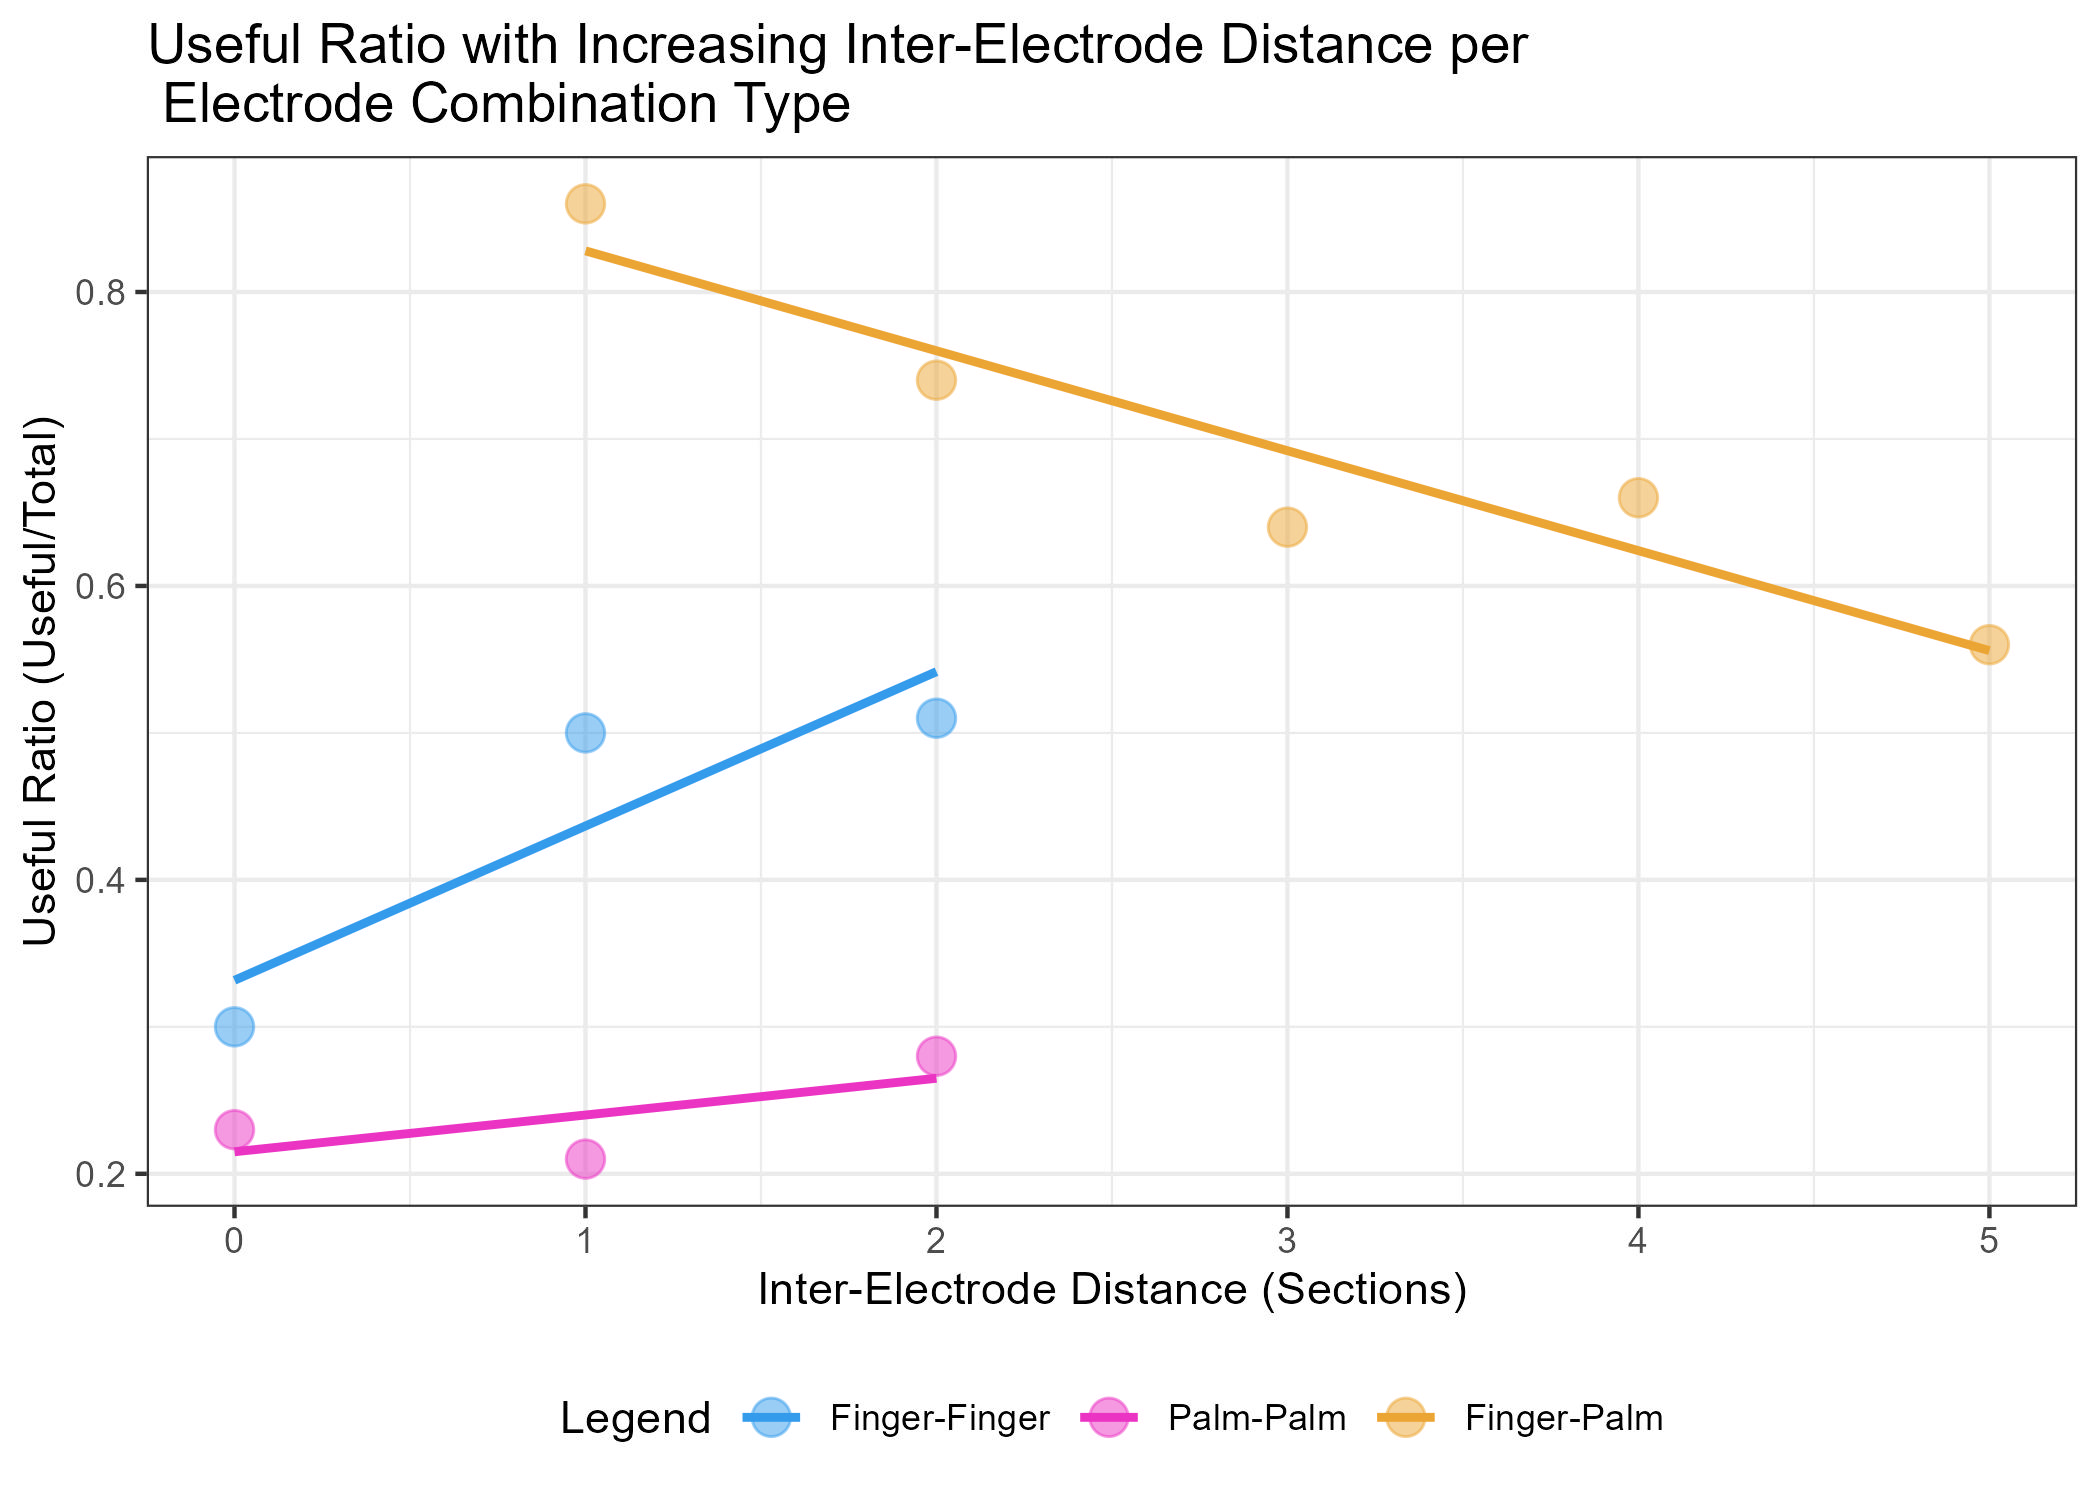 Useful Ratio with Increasing Inter-Electrode Distance per
Electrode Combination Type
Useful Ratio (Useful/Total)
0.8
0.6
0.4
0.2
0 1 2 3 4 5
Inter-Electrode Distance (Sections)
Legend Finger-Finger Palm-Palm Finger-Palm